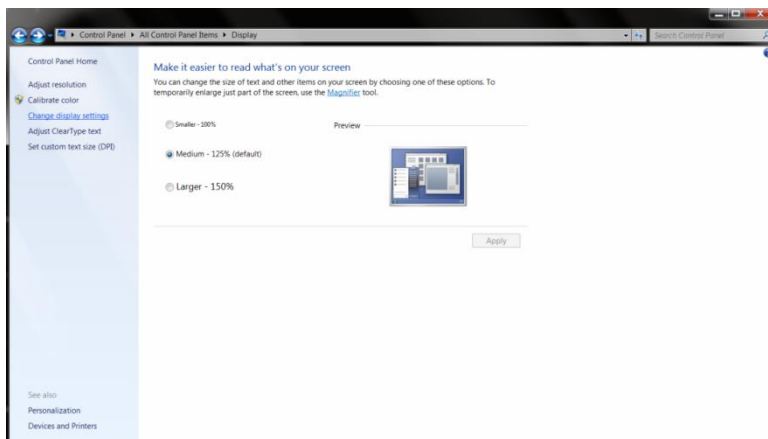 Control Panel ▸ All Control Panel Items ▸ Display
Search Control Panel
Control Panel Home
Adjust resolution
Calibrate color
Change display settings
Adjust ClearType text
Set custom text size (DPI)
See also
Personalization
Devices and Printers
Make it easier to read what's on your screen
You can change the size of text and other items on your screen by choosing one of these options. To
temporarily enlarge just part of the screen, use the Magnifier tool.
Smaller - 100%
Preview
Medium - 125% (default)
Larger - 150%
Apply